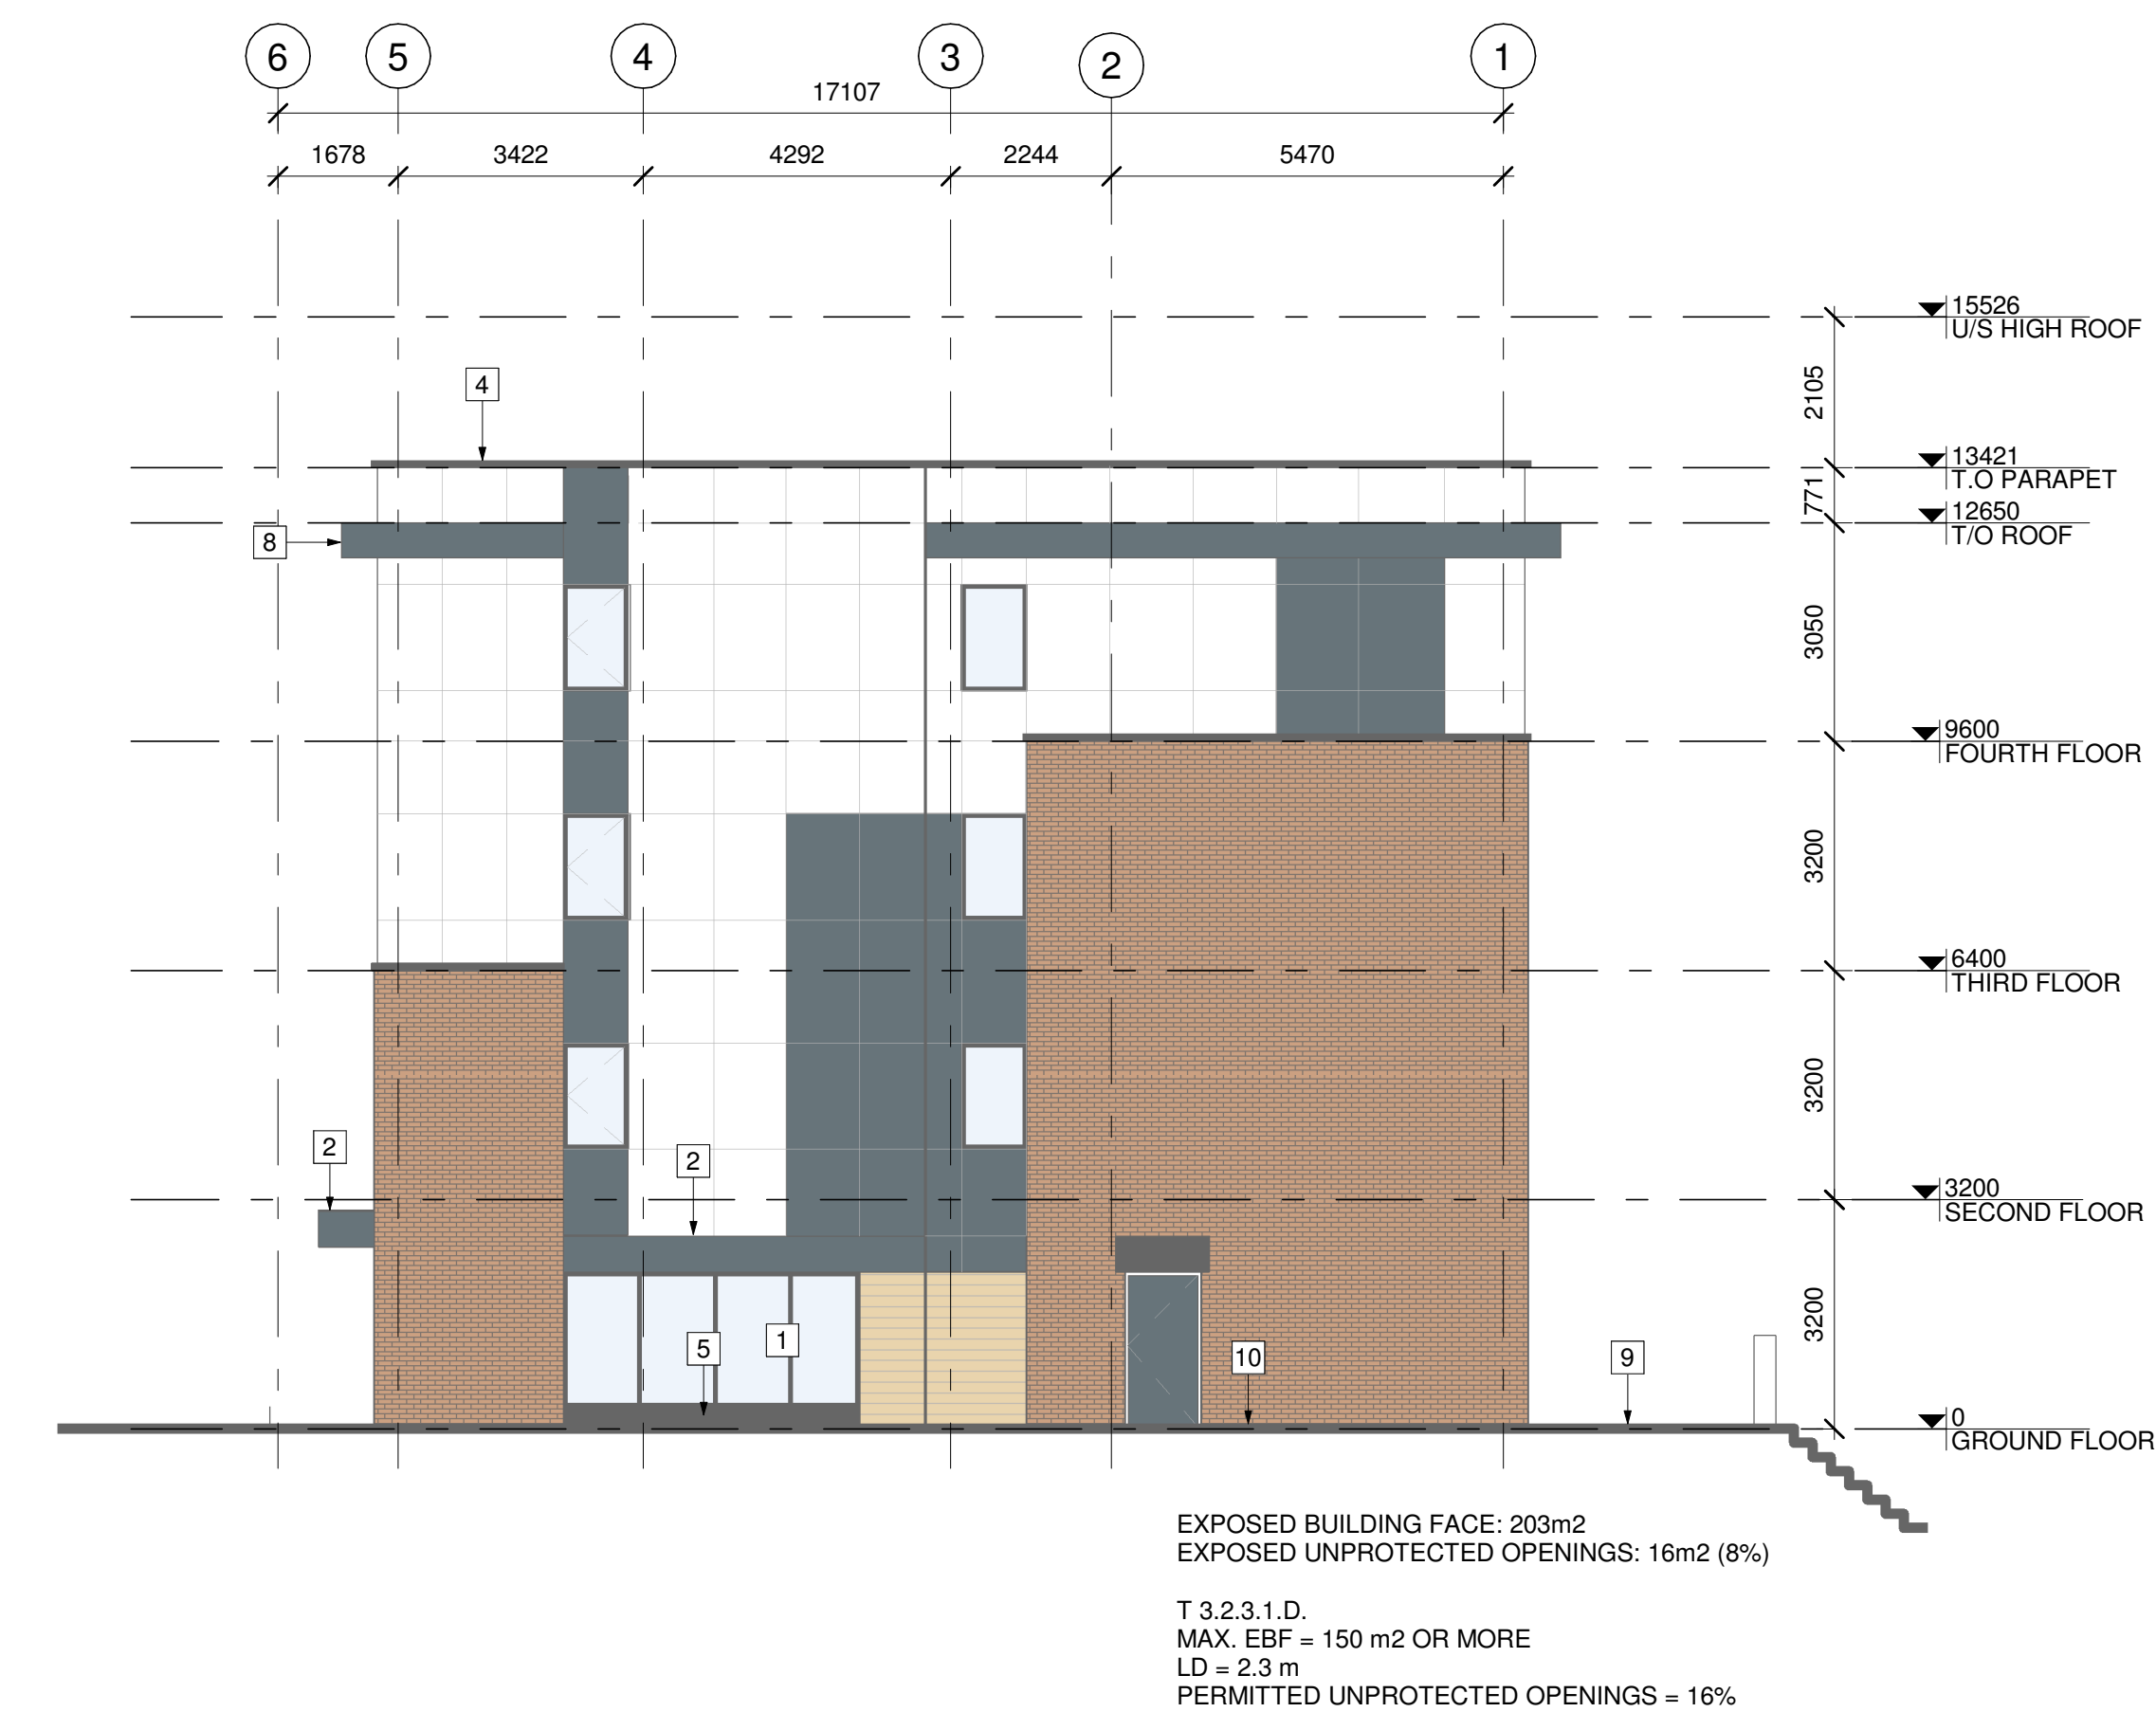 6 5 4 3 2 1
17107
1678 3422 4292 2244 5470
15526
U/S HIGH ROOF
2105
4
13421
T.O PARAPET
771
12650
T/O ROOF
8
3050
9600
FOURTH FLOOR
3200
6400
THIRD FLOOR
3200
2
2
3200
SECOND FLOOR
3200
5
1
10
9
0
GROUND FLOOR
EXPOSED BUILDING FACE: 203m2
EXPOSED UNPROTECTED OPENINGS: 16m2 (8%)
T 3.2.3.1.D.
MAX. EBF = 150 m2 OR MORE
LD = 2.3 m
PERMITTED UNPROTECTED OPENINGS = 16%